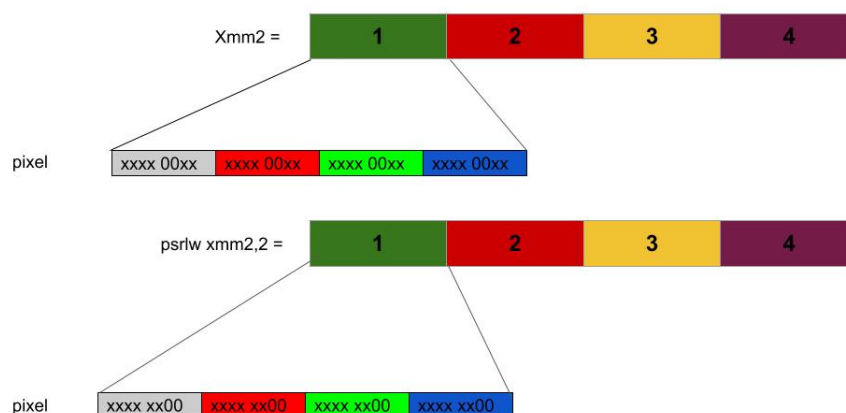 Xmm2 = 1 2 3 4
pixel xxxx 00xx xxxx 00xx xxxx 00xx xxxx 00xx
psrlw xmm2,2 = 1 2 3 4
pixel xxxx xx00 xxxx xx00 xxxx xx00 xxxx xx00